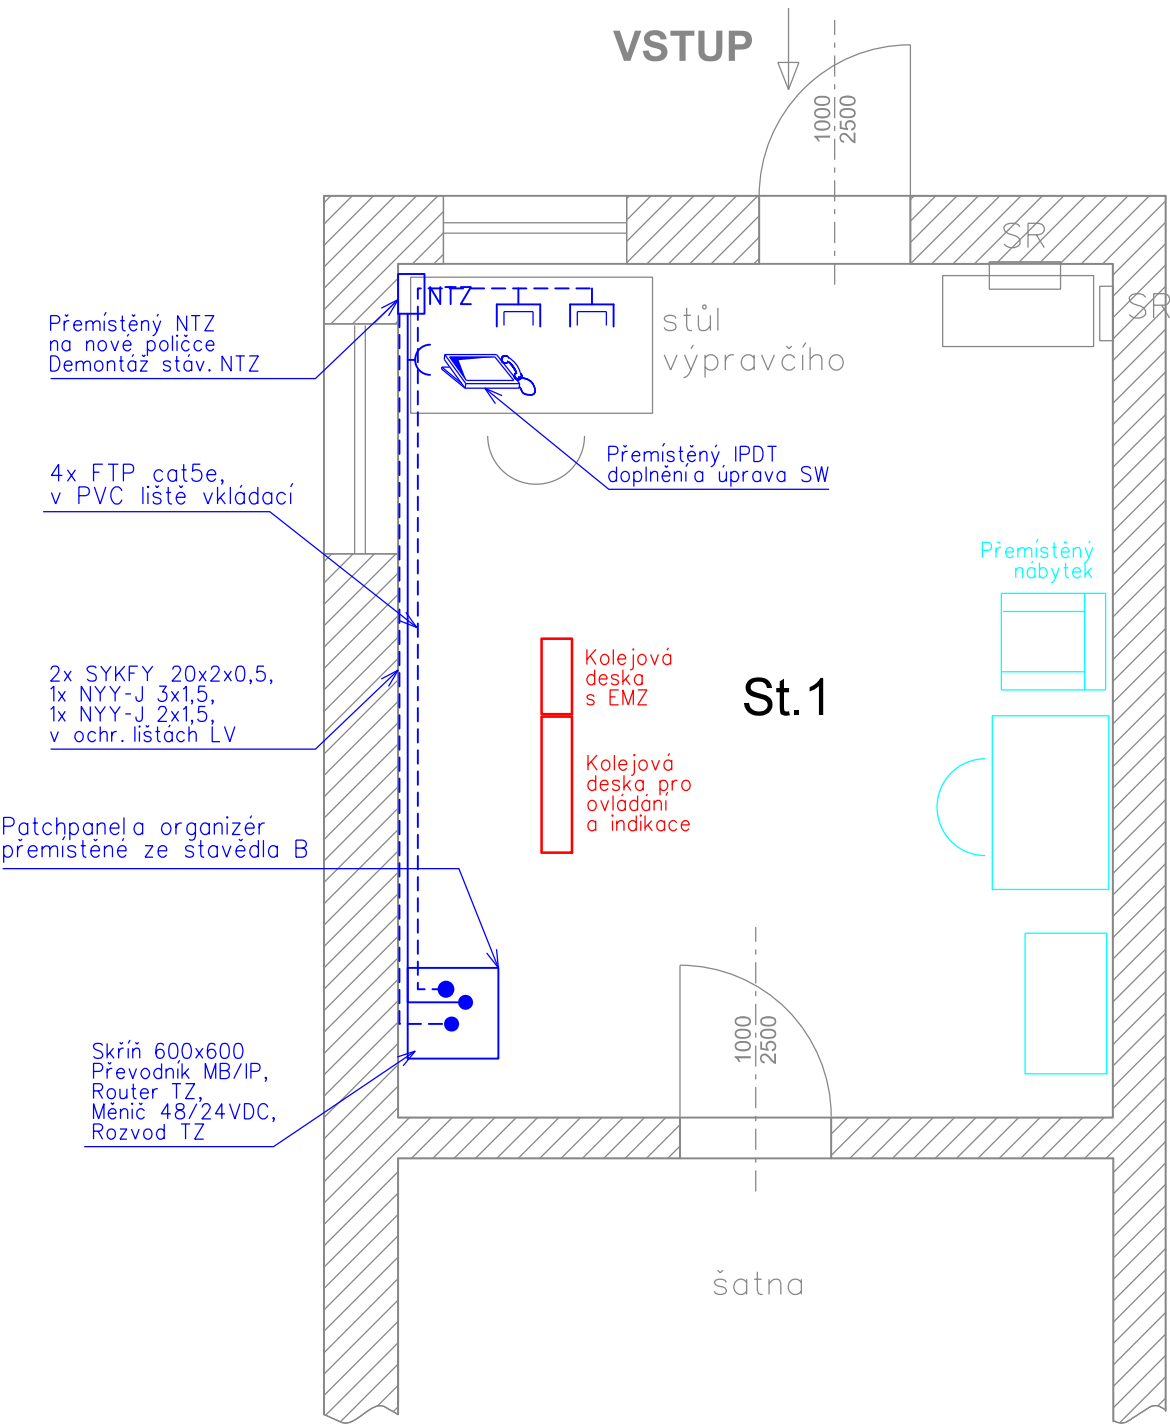 VSTUP
1000
2500
SR
SR
NTZ
stůl
výpravčího
Přemístěný NTZ
na nové poličce
Demontáž stáv. NTZ
Přemístěný IPDT
doplnění a úprava SW
4x FTP cat5e,
v PVC liště vkládací
Přemístěný
nábytek
Kolejová
deska
s EMZ
St.1
2x SYKFY 20x2x0,5,
1x NYY-J 3x1,5,
1x NYY-J 2x1,5,
v ochr. lištách LV
Kolejová
deska pro
ovládání
a indikace
Patchpanel a organizér
přemístěné ze stavědla B
1000
2500
Skříň 600x600
Převodník MB/IP,
Router TZ,
Měnič 48/24VDC,
Rozvod TZ
šatna